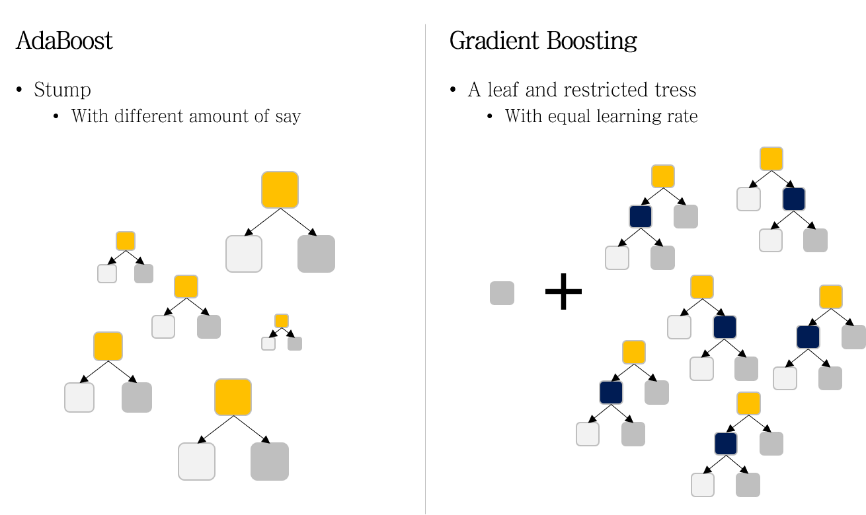 AdaBoost
• Stump
• With different amount of say
Gradient Boosting
• A leaf and restricted tress
• With equal learning rate
+